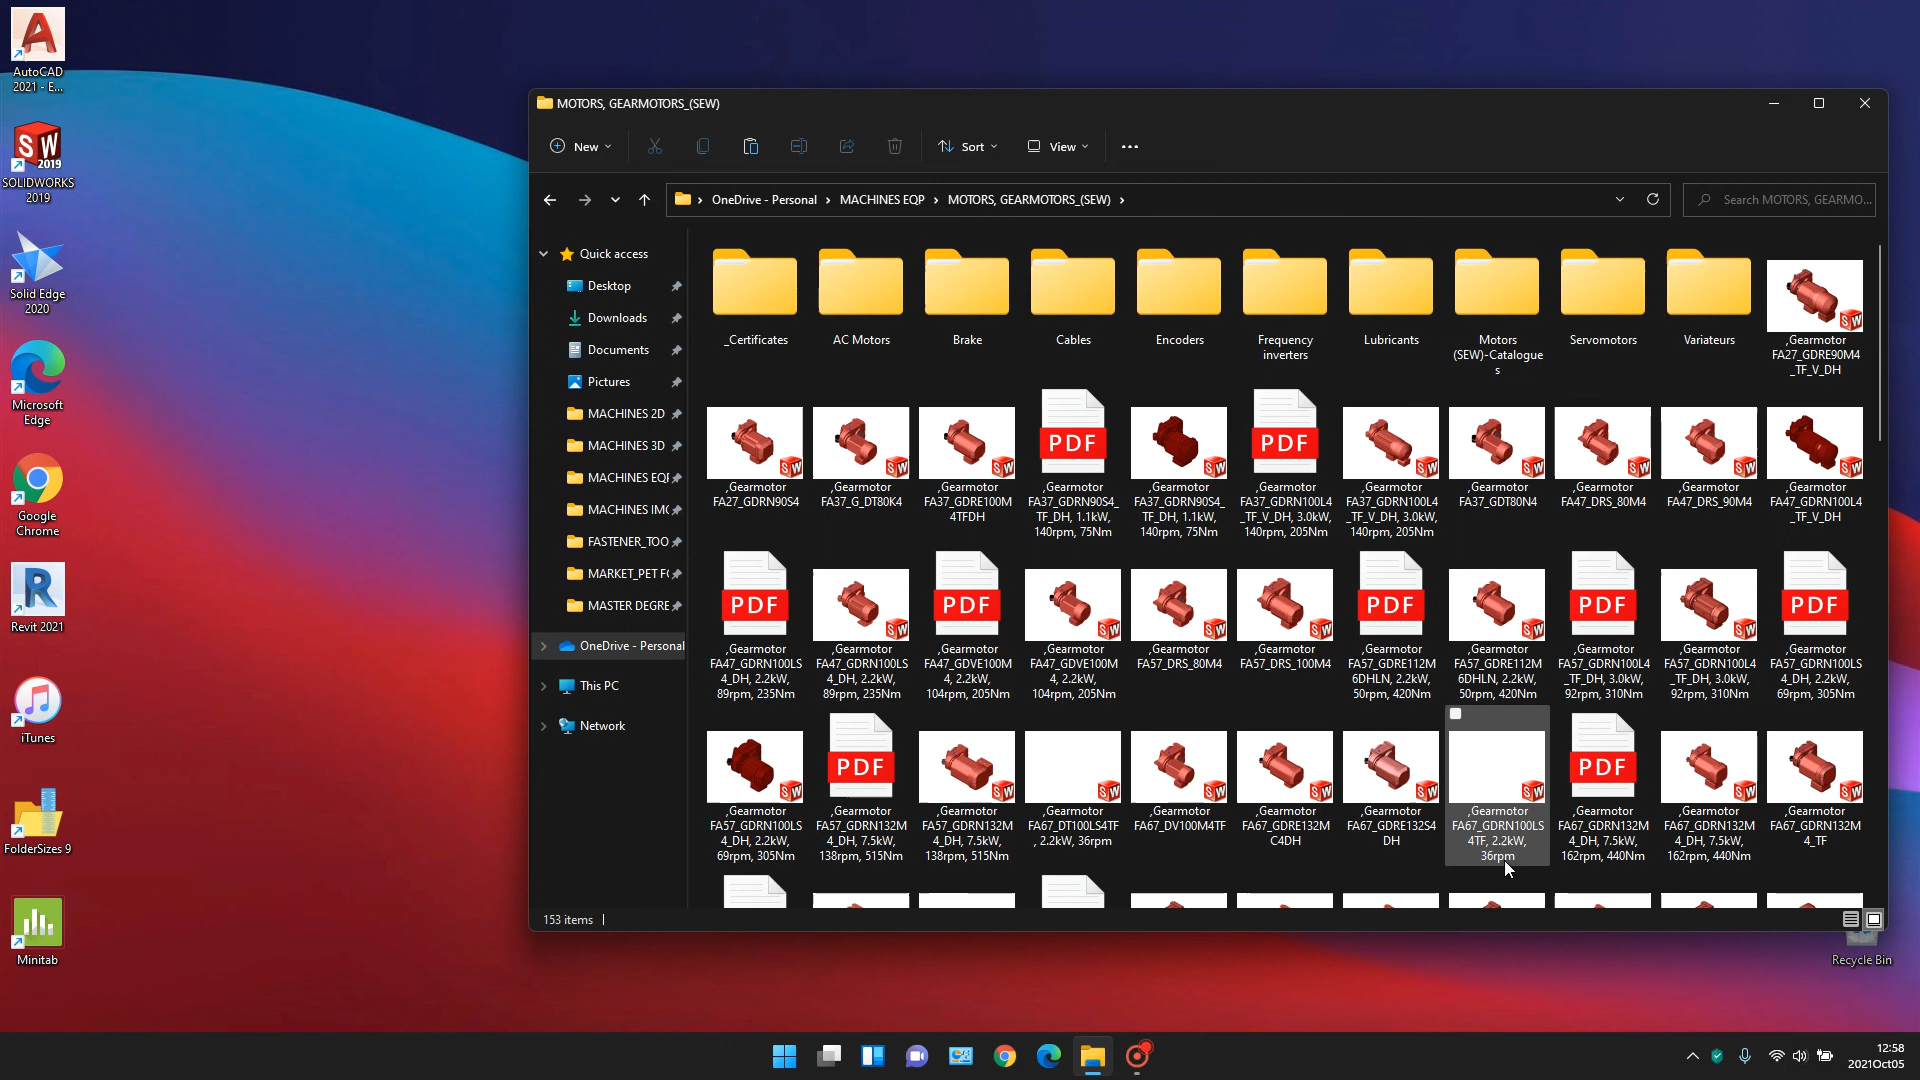 AutoCAD
2021 - E...
SW
2019
SOLIDWORKS
2019
Solid Edge
2020
Microsoft
Edge
Google
Chrome
Revit 2021
iTunes
FolderSizes 9
Minitab
Recycle Bin
MOTORS, GEARMOTORS_(SEW)
New
Sort
View
OneDrive - Personal
MACHINES EQP
MOTORS, GEARMOTORS_(SEW)
Search MOTORS, GEARMO...
Quick access
Desktop
Downloads
Documents
Pictures
MACHINES 2D
MACHINES 3D
MACHINES EQP
MACHINES IMG
FASTENER_TOO
MARKET_PET FO
MASTER DEGRE
OneDrive - Personal
This PC
Network
_Certificates
AC Motors
Brake
Cables
Encoders
Frequency
inverters
Lubricants
Motors
(SEW)-Catalogue
s
Servomotors
Variateurs
,Gearmotor
FA27_GDRE90M4
_TF_V_DH
,Gearmotor
FA27_GDRN90S4
,Gearmotor
FA37_G_DT80K4
,Gearmotor
FA37_GDRE100M
4TFDH
PDF
,Gearmotor
FA37_GDRN90S4_
TF_DH, 1.1kW,
140rpm, 75Nm
,Gearmotor
FA37_GDRN90S4_
TF_DH, 1.1kW,
140rpm, 75Nm
PDF
,Gearmotor
FA37_GDRN100L4
_TF_V_DH, 3.0kW,
140rpm, 205Nm
,Gearmotor
FA37_GDRN100L4
_TF_V_DH, 3.0kW,
140rpm, 205Nm
,Gearmotor
FA37_GDT80N4
,Gearmotor
FA47_DRS_80M4
,Gearmotor
FA47_DRS_90M4
,Gearmotor
FA47_GDRN100L4
_TF_V_DH
PDF
,Gearmotor
FA47_GDRN100LS
4_DH, 2.2kW,
89rpm, 235Nm
,Gearmotor
FA47_GDRN100LS
4_DH, 2.2kW,
89rpm, 235Nm
PDF
,Gearmotor
FA47_GDVE100M
4, 2.2kW,
104rpm, 205Nm
,Gearmotor
FA47_GDVE100M
4, 2.2kW,
104rpm, 205Nm
,Gearmotor
FA57_DRS_80M4
,Gearmotor
FA57_DRS_100M4
PDF
,Gearmotor
FA57_GDRE112M
6DHLN, 2.2kW,
50rpm, 420Nm
,Gearmotor
FA57_GDRE112M
6DHLN, 2.2kW,
50rpm, 420Nm
PDF
,Gearmotor
FA57_GDRN100L4
_TF_DH, 3.0kW,
92rpm, 310Nm
,Gearmotor
FA57_GDRN100L4
_TF_DH, 3.0kW,
92rpm, 310Nm
PDF
,Gearmotor
FA57_GDRN100LS
4_DH, 2.2kW,
69rpm, 305Nm
,Gearmotor
FA57_GDRN100LS
4_DH, 2.2kW,
69rpm, 305Nm
PDF
,Gearmotor
FA57_GDRN132M
4_DH, 7.5kW,
138rpm, 515Nm
,Gearmotor
FA57_GDRN132M
4_DH, 7.5kW,
138rpm, 515Nm
,Gearmotor
FA67_DT100LS4TF
, 2.2kW, 36rpm
,Gearmotor
FA67_DV100M4TF
,Gearmotor
FA67_GDRE132M
C4DH
,Gearmotor
FA67_GDRE132S4
DH
,Gearmotor
FA67_GDRN100LS
4TF, 2.2kW,
36rpm
PDF
,Gearmotor
FA67_GDRN132M
4_DH, 7.5kW,
162rpm, 440Nm
,Gearmotor
FA67_GDRN132M
4_DH, 7.5kW,
162rpm, 440Nm
,Gearmotor
FA67_GDRN132M
4_TF
153 items
12:58
2021Oct05